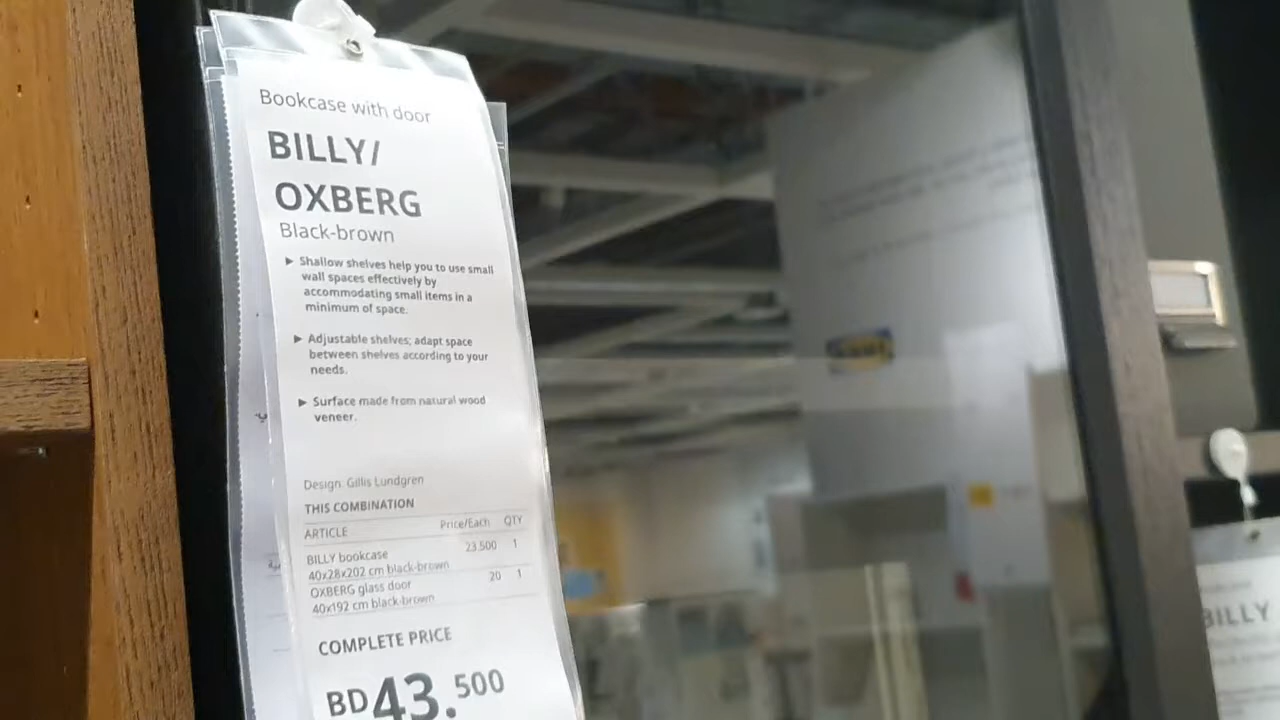 Bookcase with door
BILLY/
OXBERG
Black-brown
► Shallow shelves help you to use small
wall spaces effectively by
accommodating small items in a
minimum of space.
► Adjustable shelves; adapt space
between shelves according to your
needs.
► Surface made from natural wood
veneer.
Design: Gillis Lundgren
THIS COMBINATION
ARTICLE Price/Each QTY
BILLY bookcase 23.500 1
40x28x202 cm black-brown
OXBERG glass door 20 1
40x192 cm black-brown
COMPLETE PRICE
BD43.500
BILLY